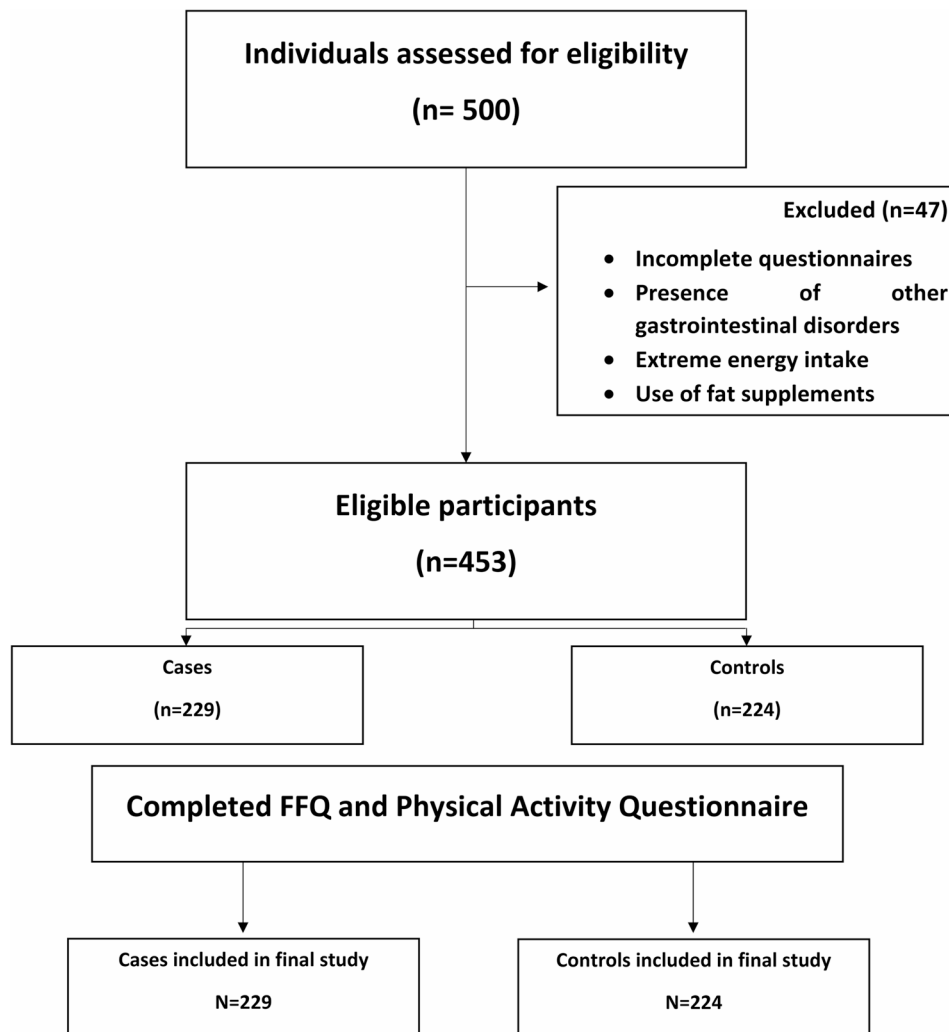 Individuals assessed for eligibility
(n= 500)
Excluded (n=47)
• Incomplete questionnaires
• Presence of other
gastrointestinal disorders
• Extreme energy intake
• Use of fat supplements
Eligible participants
(n=453)
Cases
(n=229)
Controls
(n=224)
Completed FFQ and Physical Activity Questionnaire
Cases included in final study
N=229
Controls included in final study
N=224